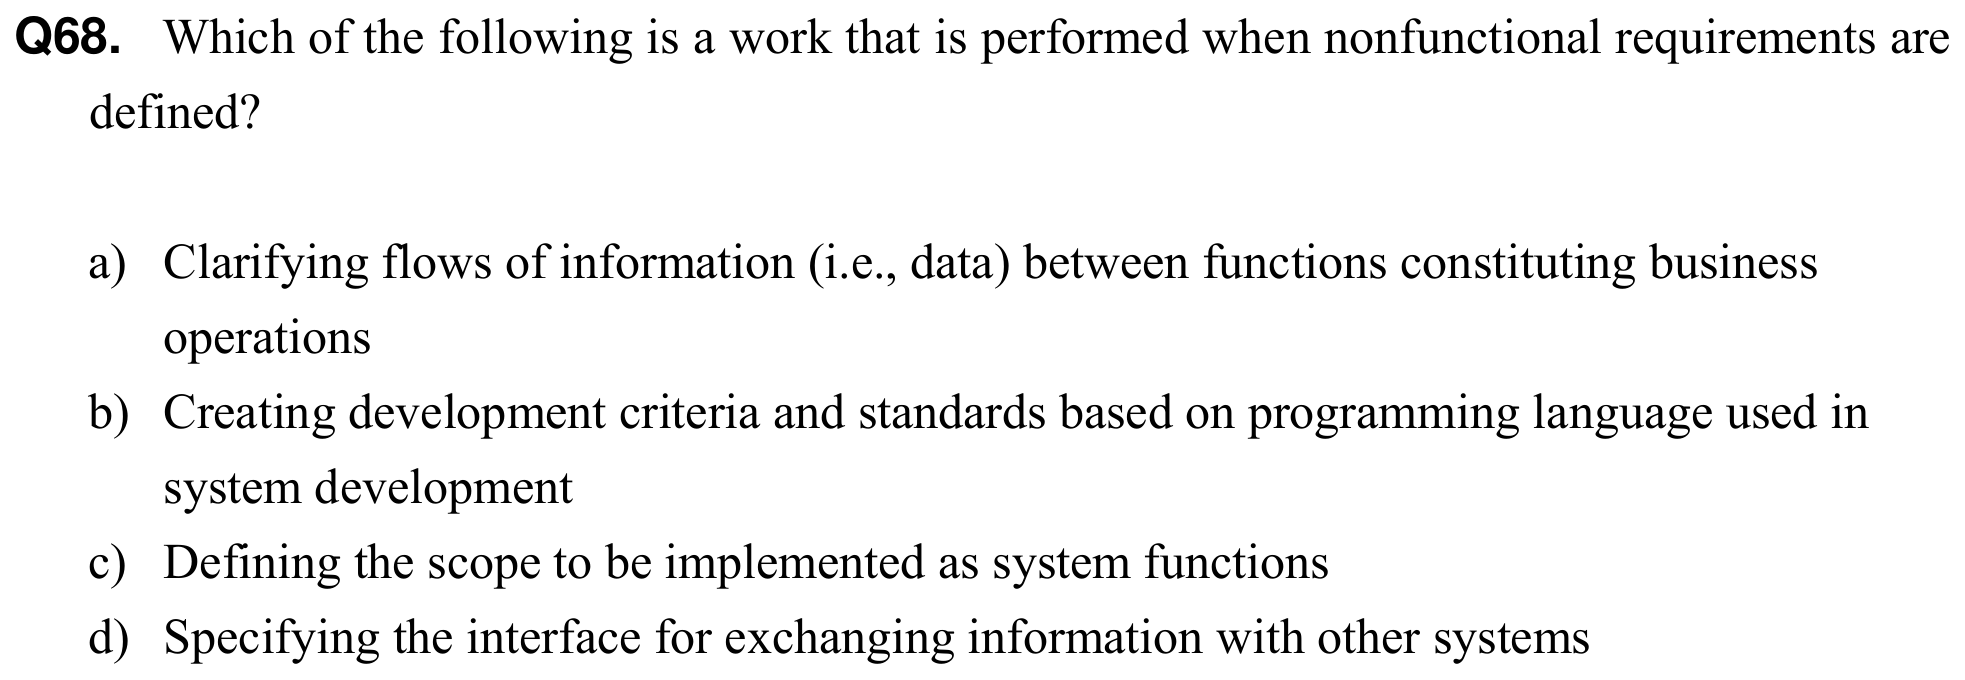 Q68. Which of the following is a work that is performed when nonfunctional requirements are
defined?
a) Clarifying flows of information (i.e., data) between functions constituting business
operations
b) Creating development criteria and standards based on programming language used in
system development
c) Defining the scope to be implemented as system functions
d) Specifying the interface for exchanging information with other systems